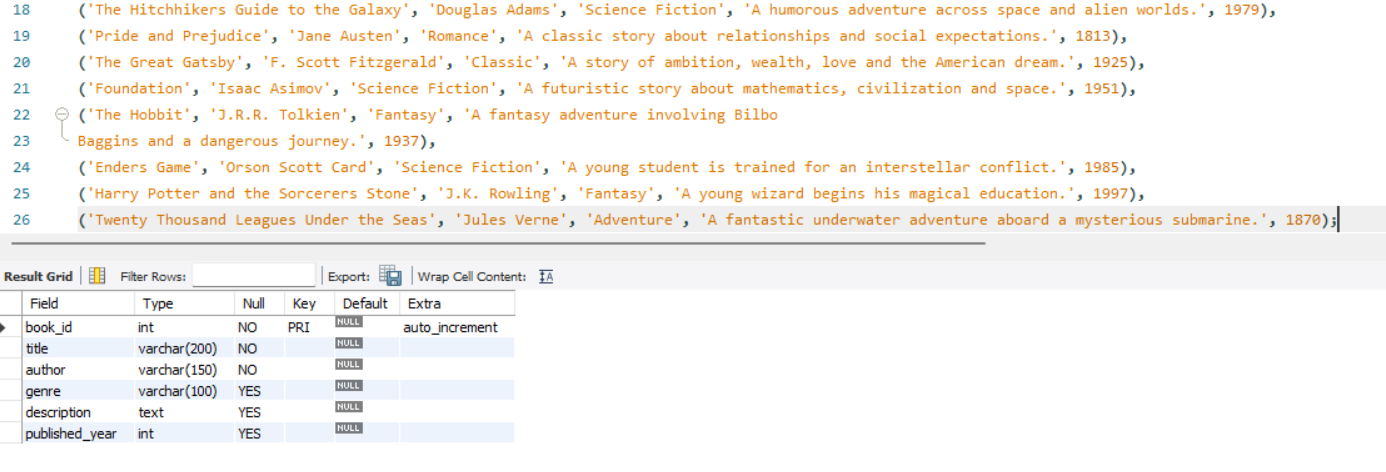 18 ('The Hitchhikers Guide to the Galaxy', 'Douglas Adams', 'Science Fiction', 'A humorous adventure across space and alien worlds.', 1979),
19 ('Pride and Prejudice', 'Jane Austen', 'Romance', 'A classic story about relationships and social expectations.', 1813),
20 ('The Great Gatsby', 'F. Scott Fitzgerald', 'Classic', 'A story of ambition, wealth, love and the American dream.', 1925),
21 ('Foundation', 'Isaac Asimov', 'Science Fiction', 'A futuristic story about mathematics, civilization and space.', 1951),
22 ('The Hobbit', 'J.R.R. Tolkien', 'Fantasy', 'A fantasy adventure involving Bilbo
23 Baggins and a dangerous journey.', 1937),
24 ('Enders Game', 'Orson Scott Card', 'Science Fiction', 'A young student is trained for an interstellar conflict.', 1985),
25 ('Harry Potter and the Sorcerers Stone', 'J.K. Rowling', 'Fantasy', 'A young wizard begins his magical education.', 1997),
26 ('Twenty Thousand Leagues Under the Seas', 'Jules Verne', 'Adventure', 'A fantastic underwater adventure aboard a mysterious submarine.', 1870);
Result Grid Filter Rows: Export: Wrap Cell Content: IA
Field Type Null Key Default Extra
book_id int NO PRI NULL auto_increment
title varchar(200) NO NULL
author varchar(150) NO NULL
genre varchar(100) YES NULL
description text YES NULL
published_year int YES NULL